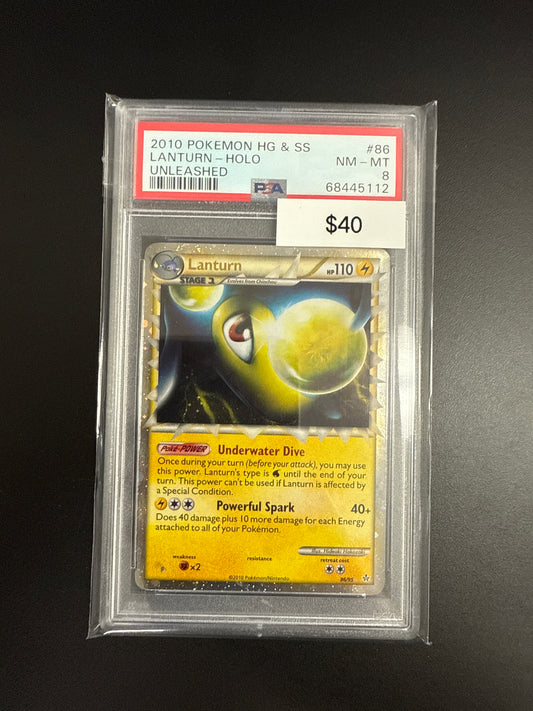 2010 POKEMON HG & SS #86
LANTURN - HOLO NM - MT
UNLEASHED 8
PSA 68445112
$40
Lanturn HP 110
STAGE 2 Evolves from Chinchou
Poké-POWER Underwater Dive
Once during your turn (before your attack), you may use
this power. Lanturn's type is until the end of your
turn. This power can't be used if Lanturn is affected by
a Special Condition.
Powerful Spark 40+
Does 40 damage plus 10 more damage for each Energy
attached to all of your Pokémon.
weakness resistance retreat cost
×2
©2010 Pokémon/Nintendo 86/95